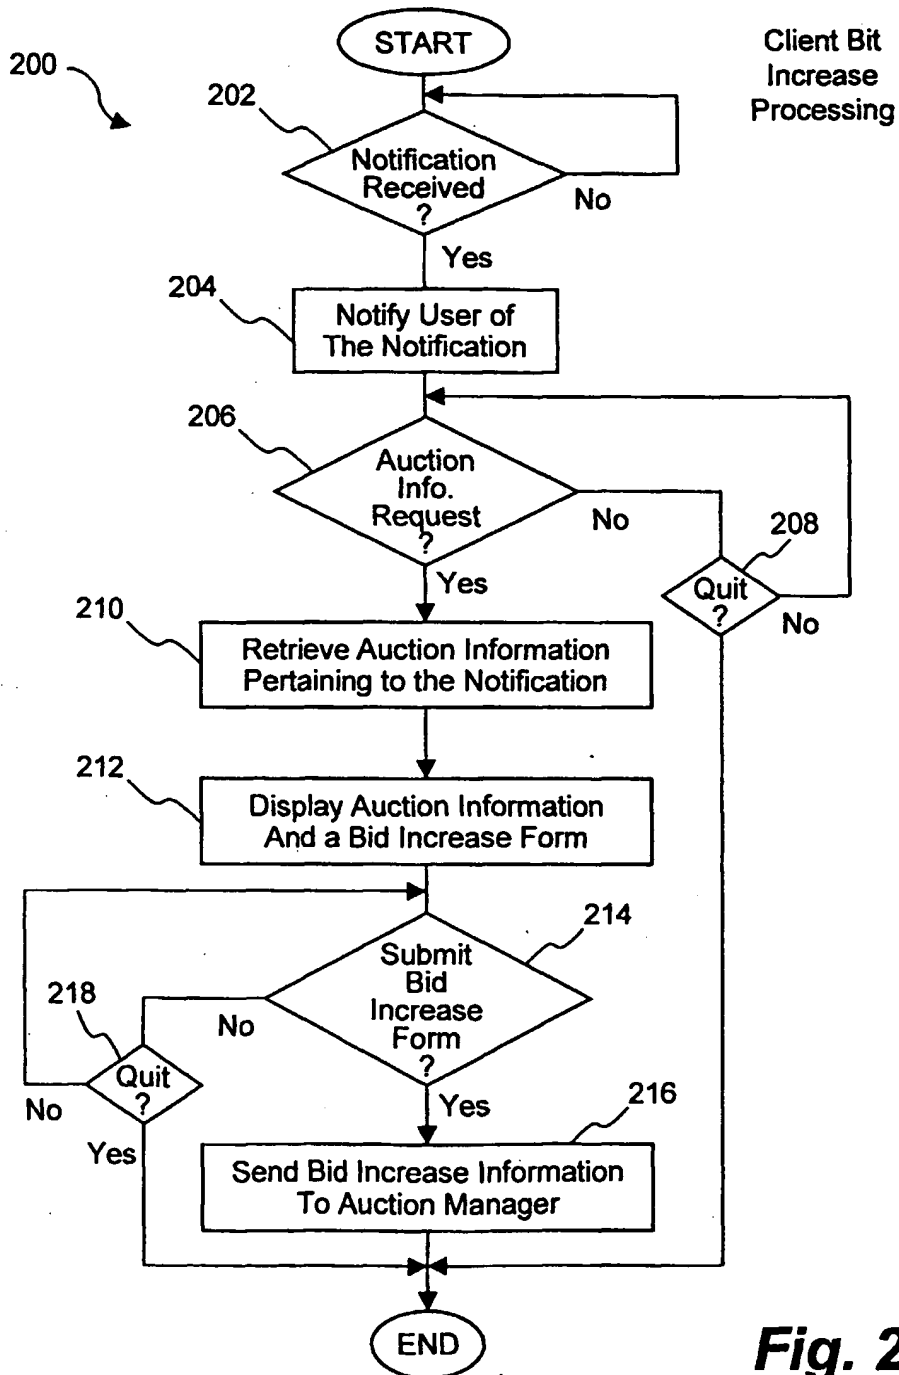 START
Client Bit
Increase
Processing
200
202
Notification
Received
?
No
Yes
204
Notify User of
The Notification
206
Auction
Info.
Request
?
No
Yes
208
Quit
?
No
210
Retrieve Auction Information
Pertaining to the Notification
212
Display Auction Information
And a Bid Increase Form
214
Submit
Bid
Increase
Form
?
No
Yes
218
Quit
?
No
Yes
216
Send Bid Increase Information
To Auction Manager
END
Fig. 2